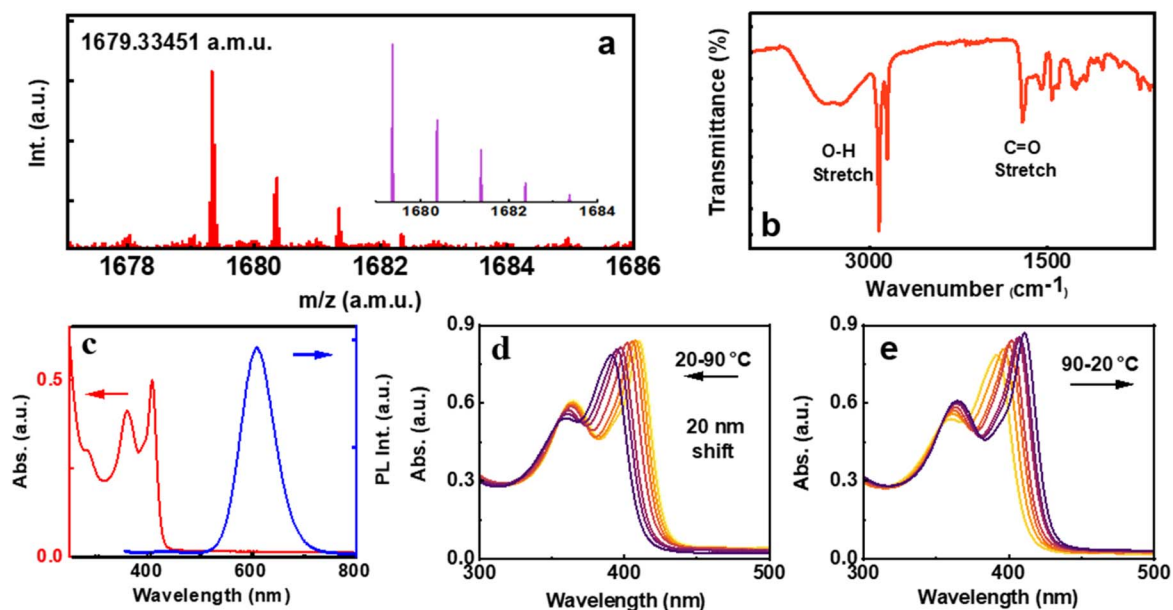 a
1679.33451 a.m.u.
Int. (a.u.)
1680 1682 1684
1678 1680 1682 1684 1686
m/z (a.m.u.)
b
Transmittance (%)
O-H
Stretch
C=O
Stretch
3000 1500
Wavenumber (cm-1)
c
Abs. (a.u.)
0.5
0.0
PL Int. (a.u.)
400 600 800
Wavelength (nm)
d
Abs. (a.u.)
0.9
0.6
0.3
0.0
20-90 °C
20 nm
shift
300 400 500
Wavelength (nm)
e
Abs. (a.u.)
0.9
0.6
0.3
0.0
90-20 °C
300 400 500
Wavelength (nm)